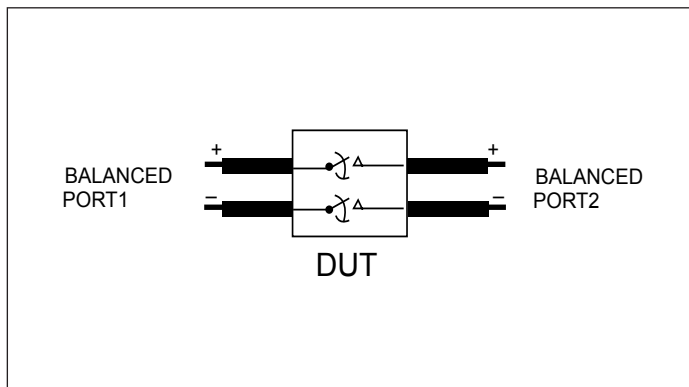 + +
BALANCED
PORT1
BALANCED
PORT2
– –
DUT